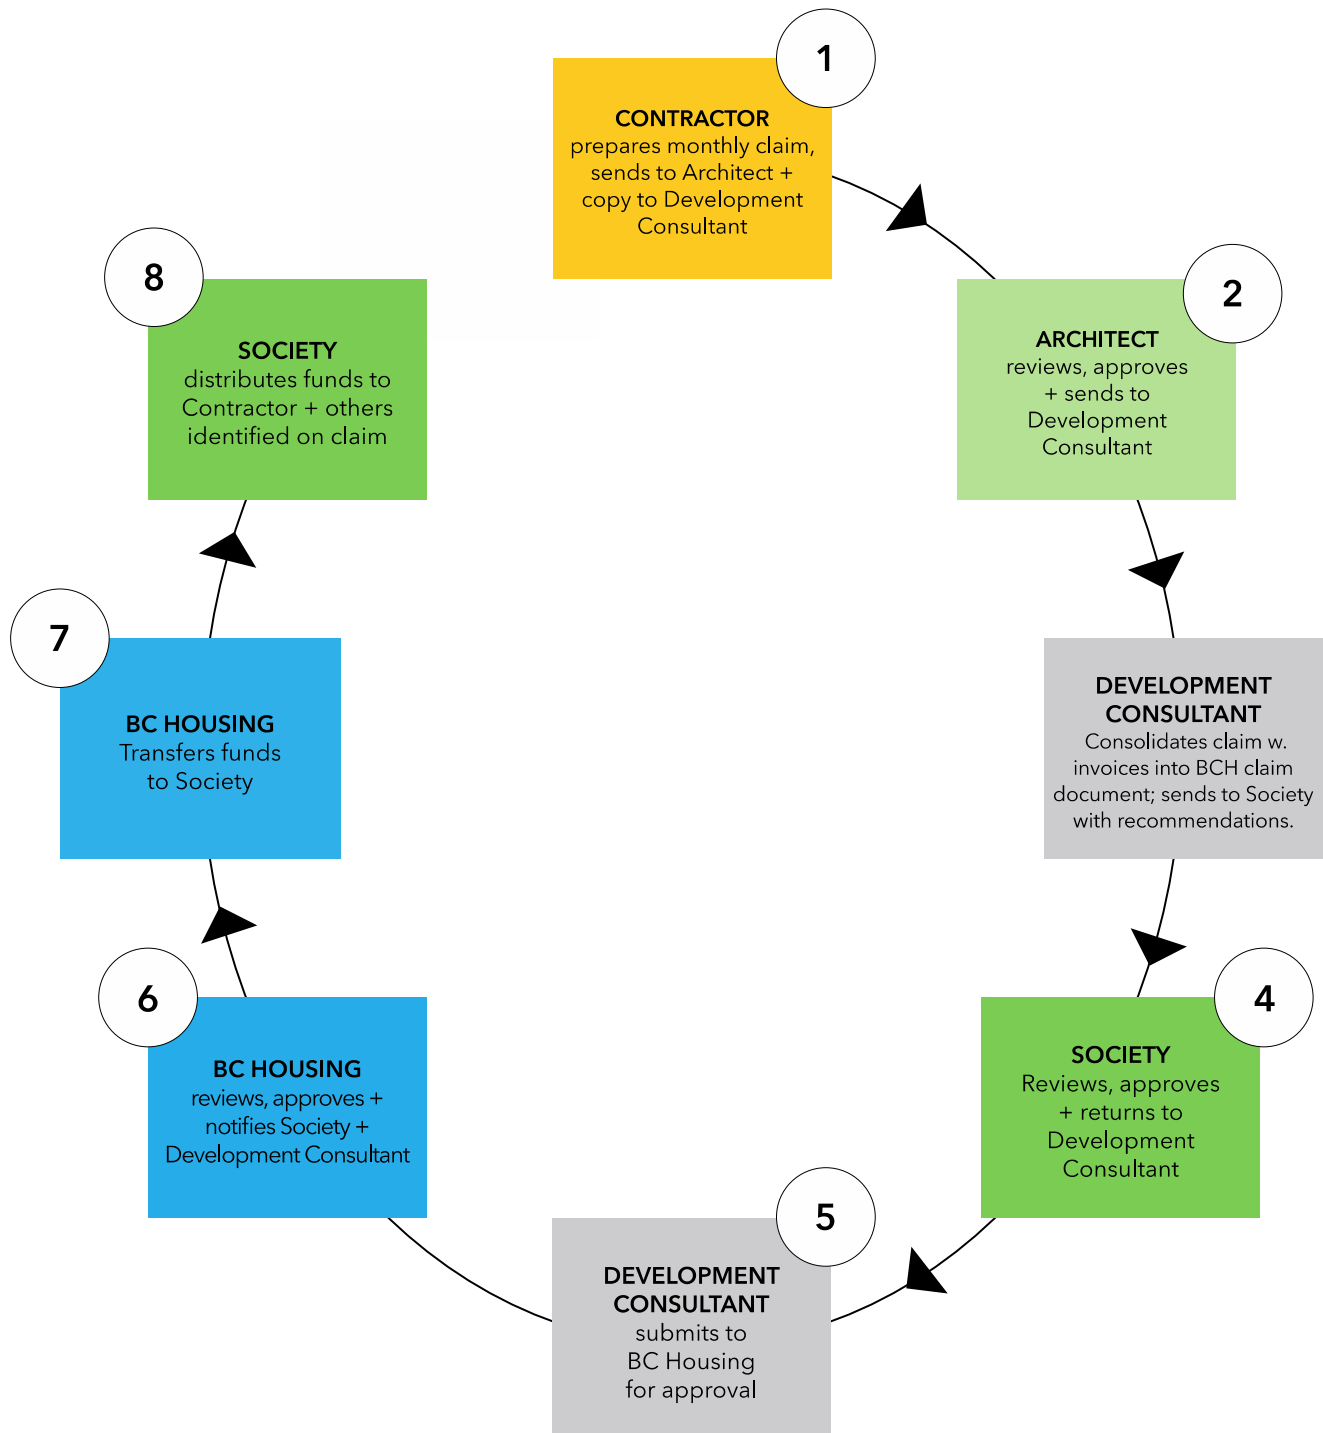 1
CONTRACTOR
prepares monthly claim,
sends to Architect +
copy to Development
Consultant
2
ARCHITECT
reviews, approves
+ sends to
Development
Consultant
DEVELOPMENT
CONSULTANT
Consolidates claim w.
invoices into BCH claim
document; sends to Society
with recommendations.
4
SOCIETY
Reviews, approves
+ returns to
Development
Consultant
5
DEVELOPMENT
CONSULTANT
submits to
BC Housing
for approval
6
BC HOUSING
reviews, approves +
notifies Society +
Development Consultant
7
BC HOUSING
Transfers funds
to Society
8
SOCIETY
distributes funds to
Contractor + others
identified on claim